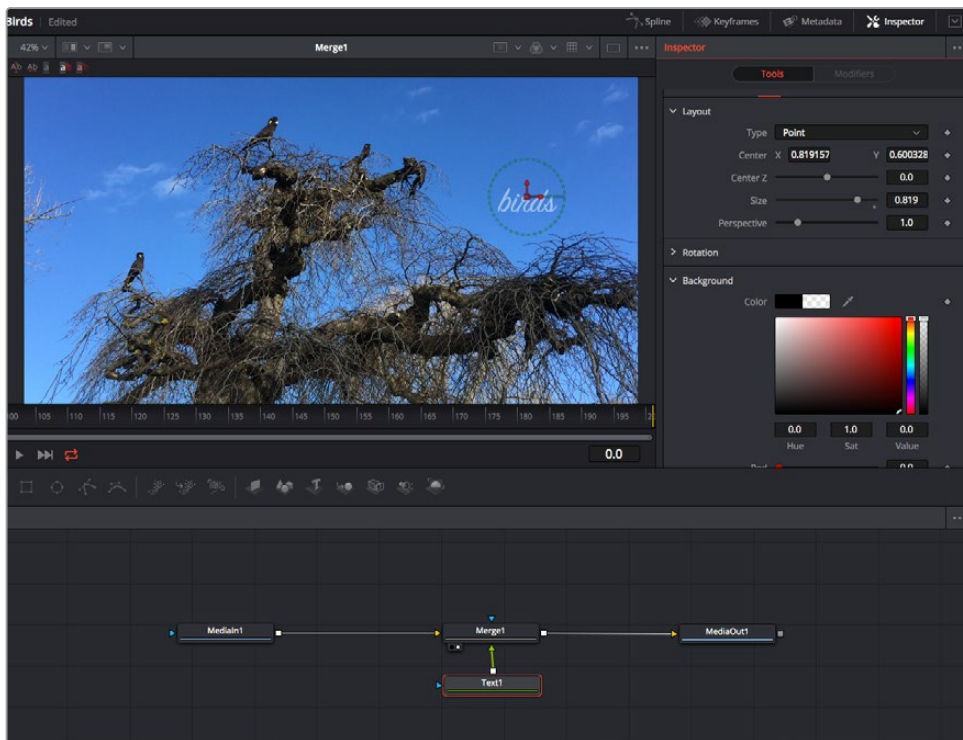 Birds Edited Spline Keyframes Metadata Inspector
42% Merge1 Inspector
Tools Modifiers
Layout
Type Point
Center X 0.819157 Y 0.600328
Center Z 0.0
Size 0.819
Perspective 1.0
birds
Rotation
Background
Color
105 110 115 120 125 130 135 140 145 150 155 160 165 170 175 180 185 190 195
0.0 1.0 0.0
Hue Sat Value
0.0
Red 0.0
MediaIn1 Merge1 MediaOut1
Text1